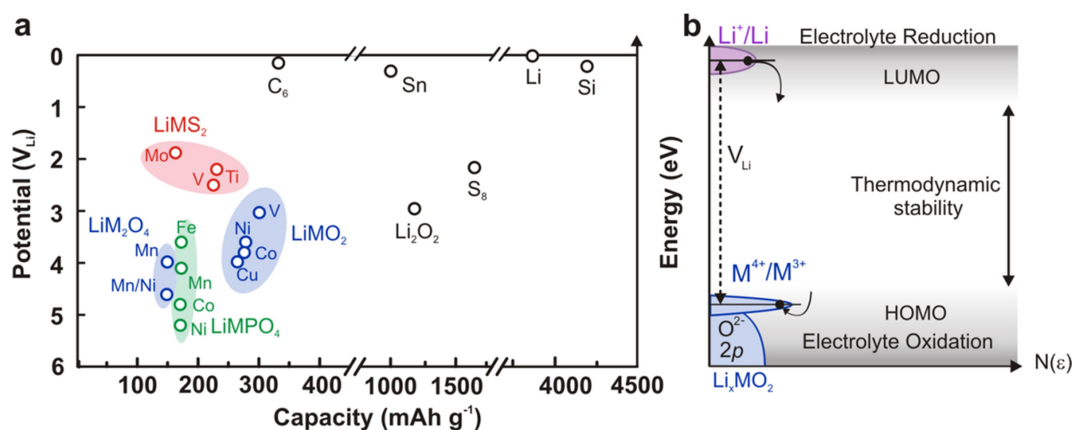 a
b
Potential (V_Li)
0
1
2
3
4
5
6
C₆
Sn
Li
Si
LiMS₂
Mo
V
Ti
S₈
Li₂O₂
LiM₂O₄
Mn
Mn/Ni
Fe
Mn
Co
Ni
LiMPO₄
V
Ni
Co
Cu
LiMO₂
100
200
300
400
1000
1500
4000
4500
Capacity (mAh g⁻¹)
Energy (eV)
Li⁺/Li
Electrolyte Reduction
LUMO
V_Li
Thermodynamic
stability
M⁴⁺/M³⁺
HOMO
O²⁻
2p
Electrolyte Oxidation
LiₓMO₂
N(ε)